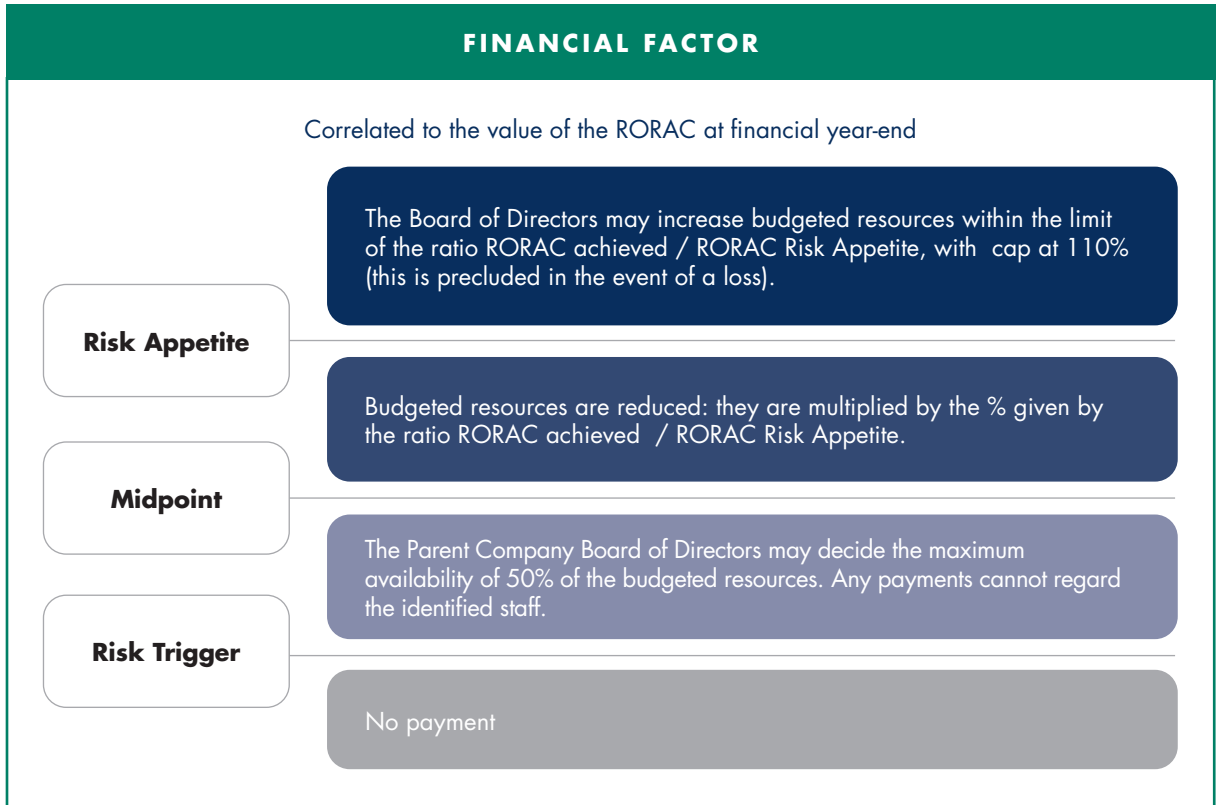 FINANCIAL FACTOR
Correlated to the value of the RORAC at financial year-end
The Board of Directors may increase budgeted resources within the limit
of the ratio RORAC achieved / RORAC Risk Appetite, with  cap at 110%
(this is precluded in the event of a loss).
Risk Appetite
Budgeted resources are reduced: they are multiplied by the % given by
the ratio RORAC achieved  / RORAC Risk Appetite.
Midpoint
The Parent Company Board of Directors may decide the maximum
availability of 50% of the budgeted resources. Any payments cannot regard
the identified staff.
Risk Trigger
No payment